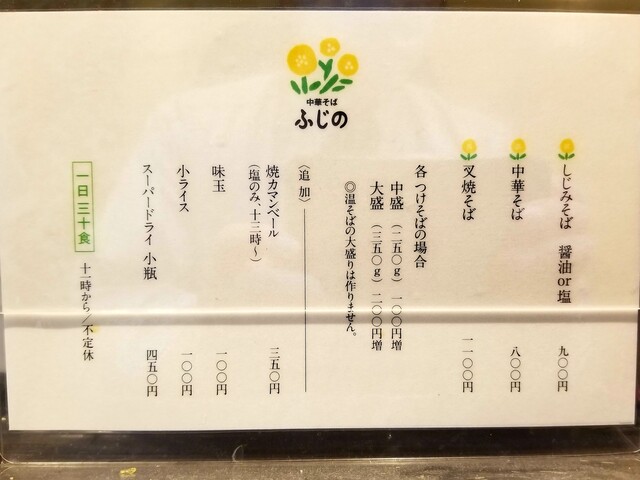 中華そば
ふじの
しじみそば 醤油or塩 九〇〇円
中華そば 八〇〇円
叉焼そば 一一〇〇円
各 つけそばの場合
中盛 (二五〇g) 一〇〇円増
大盛 (三五〇g) 二〇〇円増
◎温そばの大盛りは作りません。
〈追加〉
焼カマンベール 三五〇円
(塩のみ、十三時〜)
味玉 一〇〇円
小ライス 一〇〇円
スーパードライ 小瓶 四五〇円
一日三十食
十一時から/不定休